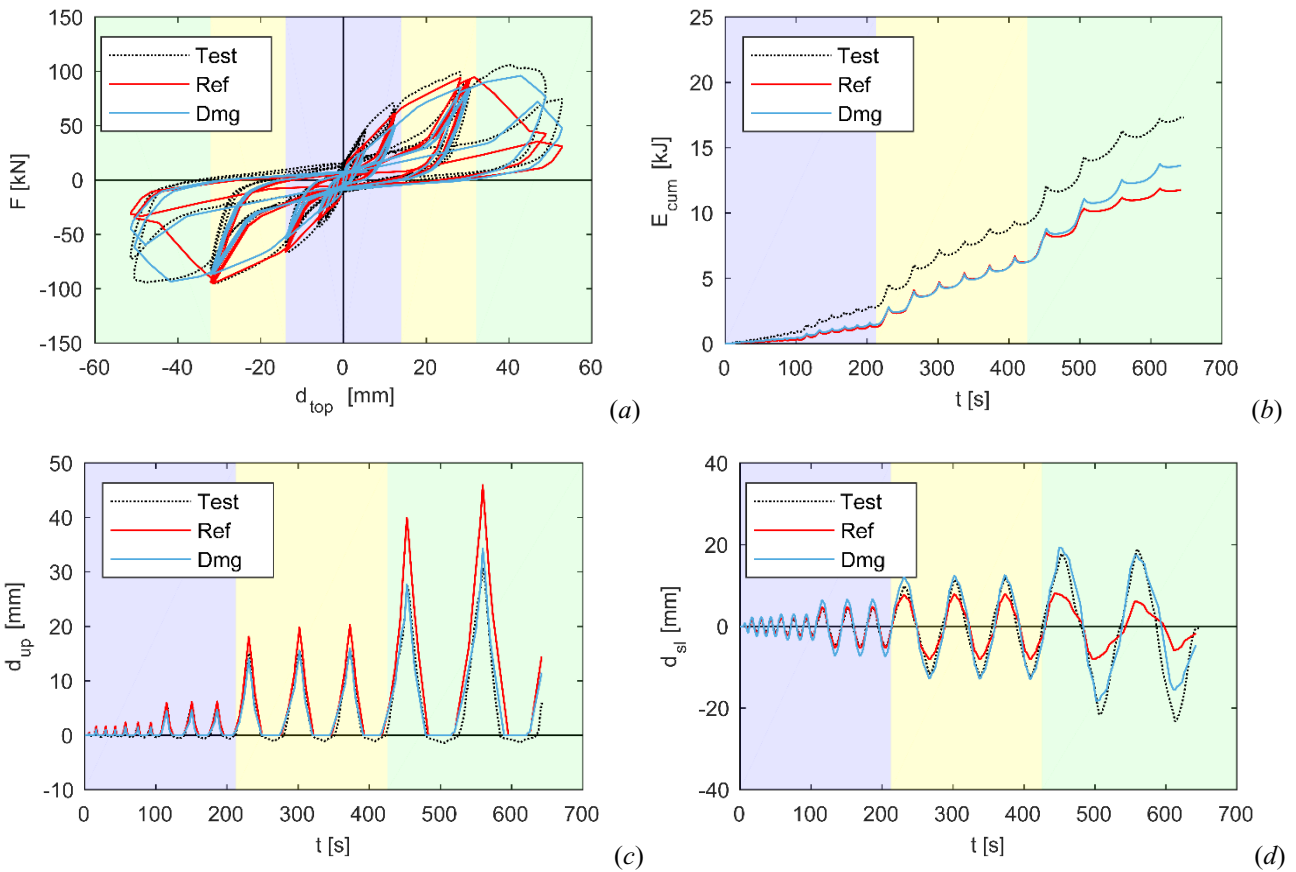 150
100
50
0
-50
-100
-150
F [kN]
Test
Ref
Dmg
-60 -40 -20 0 20 40 60
d_top [mm]
(a)
25
20
15
10
5
0
E_cum [kJ]
Test
Ref
Dmg
0 100 200 300 400 500 600 700
t [s]
(b)
50
40
30
20
10
0
-10
d_up [mm]
Test
Ref
Dmg
0 100 200 300 400 500 600 700
t [s]
(c)
40
20
0
-20
-40
d_sl [mm]
Test
Ref
Dmg
0 100 200 300 400 500 600 700
t [s]
(d)